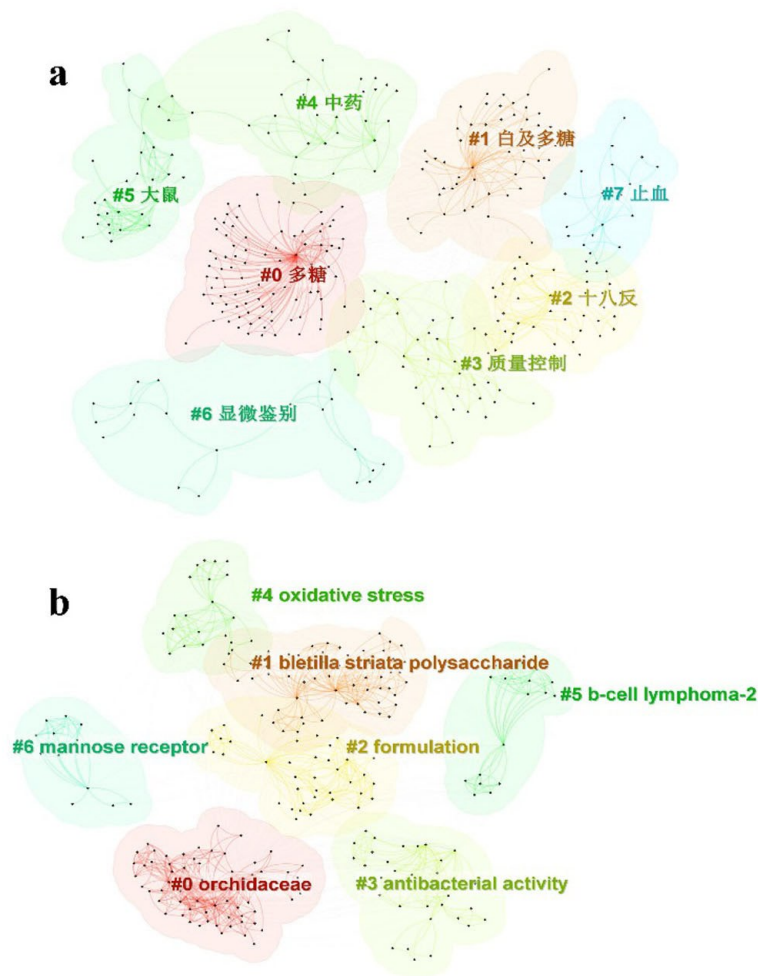 a
#4 中药
#1 白及多糖
#5 大鼠
#7 止血
#0 多糖
#2 十八反
#3 质量控制
#6 显微鉴别
b
#4 oxidative stress
#1 bletilla striata polysaccharide
#5 b-cell lymphoma-2
#6 mannose receptor
#2 formulation
#0 orchidaceae
#3 antibacterial activity